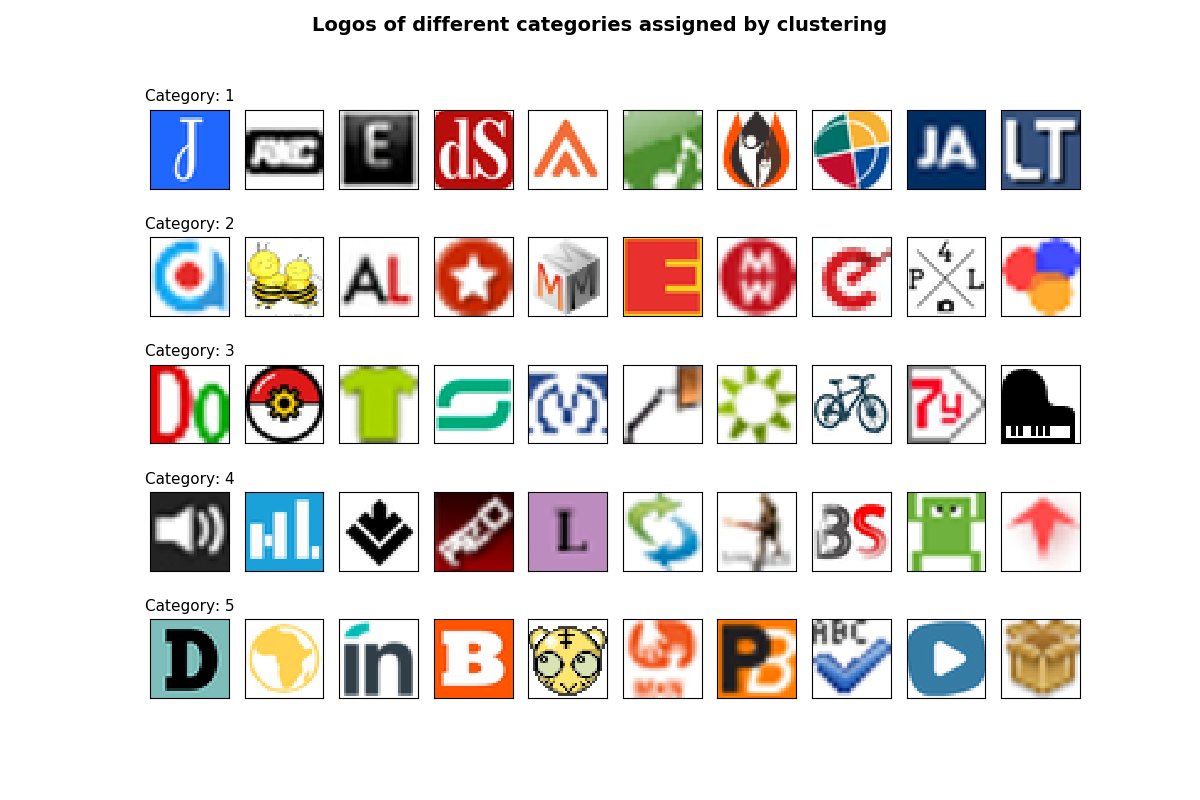 Logos of different categories assigned by clustering
Category: 1
J E dS JA LT
Category: 2
AL M M M E M W e 4 P L
Category: 3
Do 7y
Category: 4
L BS
Category: 5
D in B PB ABC